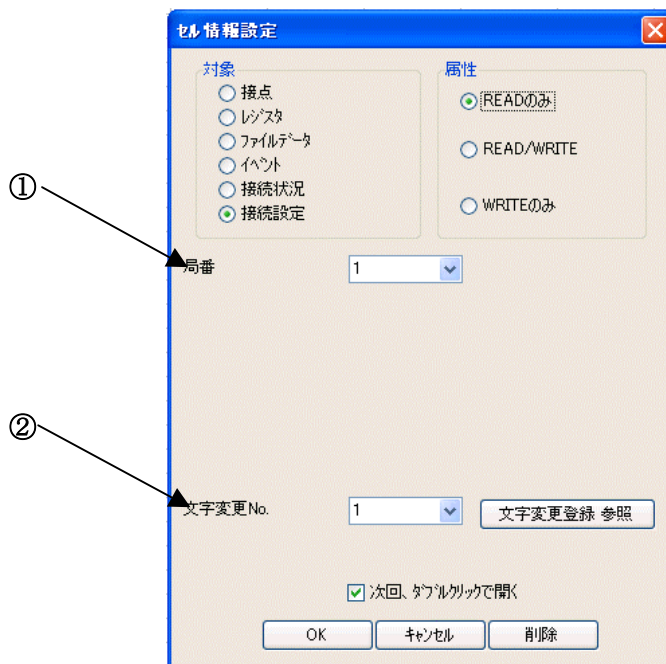 セル情報設定
対象
接点
レジスタ
ファイルデータ
イベント
接続状況
接続設定
属性
READのみ
READ/WRITE
WRITEのみ
①
局番
1
②
文字変更No.
1
文字変更登録 参照
次回、ダブルクリックで開く
OK
キャンセル
削除